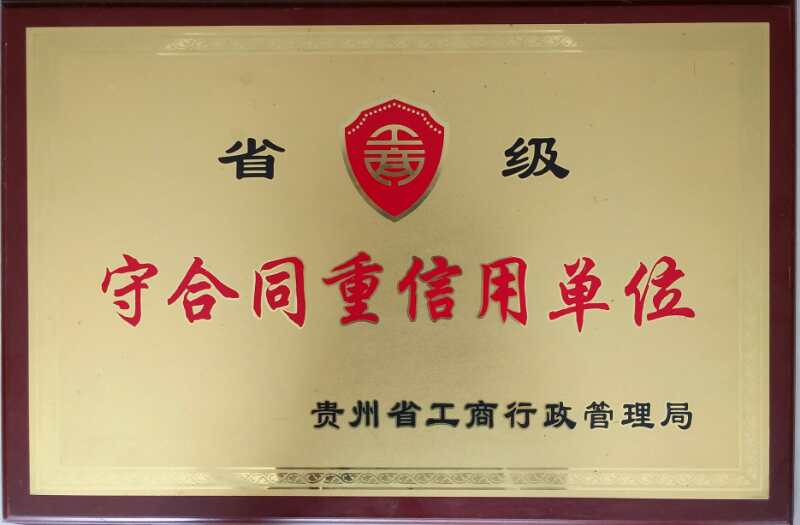 省 级
守合同重信用单位
贵州省工商行政管理局